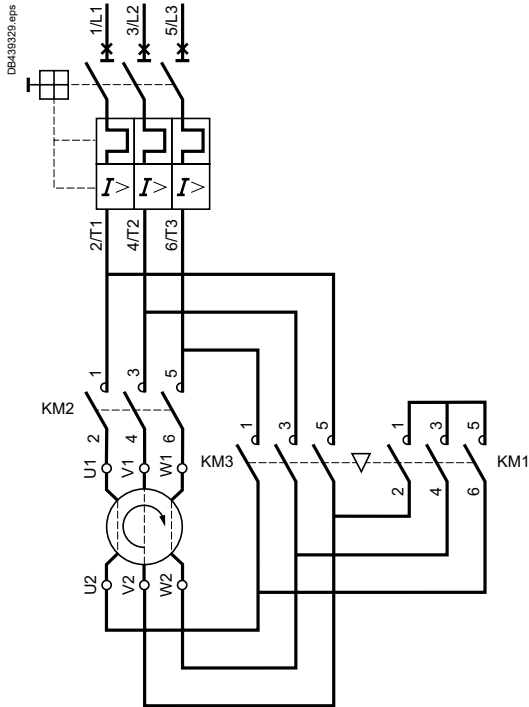 DB439329.eps
1/L1 3/L2 5/L3
I> I> I>
2/T1 4/T2 6/T3
1 3 5
KM2
2 4 6
U1 V1 W1
1 3 5
KM3
1 3 5
KM1
2 4 6
U2 V2 W2